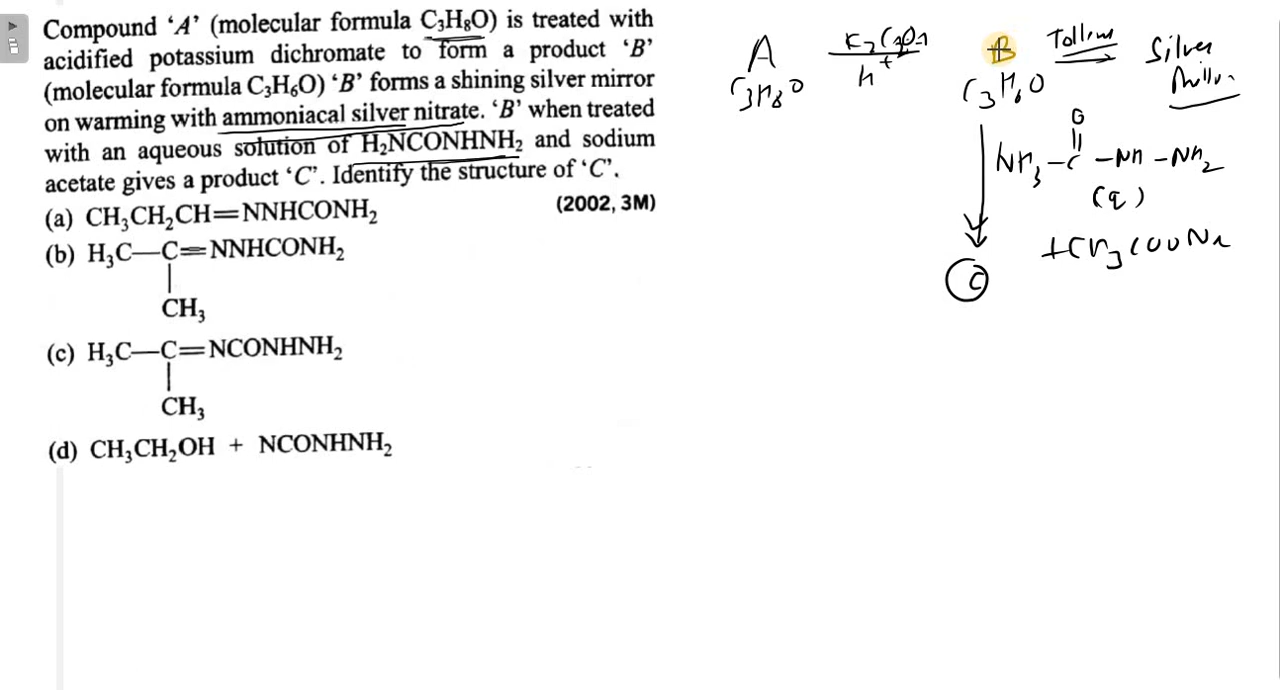 Compound ‘A’ (molecular formula C₃H₈O) is treated with
acidified potassium dichromate to form a product ‘B’
(molecular formula C₃H₆O) ‘B’ forms a shining silver mirror
on warming with ammoniacal silver nitrate. ‘B’ when treated
with an aqueous solution of H₂NCONHNH₂ and sodium
acetate gives a product ‘C’. Identify the structure of ‘C’.
(a) CH₃CH₂CH=NNHCONH₂ (2002, 3M)
(b) H₃C—C=NNHCONH₂
|
CH₃
(c) H₃C—C=NCONHNH₂
|
CH₃
(d) CH₃CH₂OH + NCONHNH₂
A
C₃H₈O
h⁺
B
C₃H₆O
Silver
O
||
NH₃–C–NH–NH₂
+CH₃COONa
C